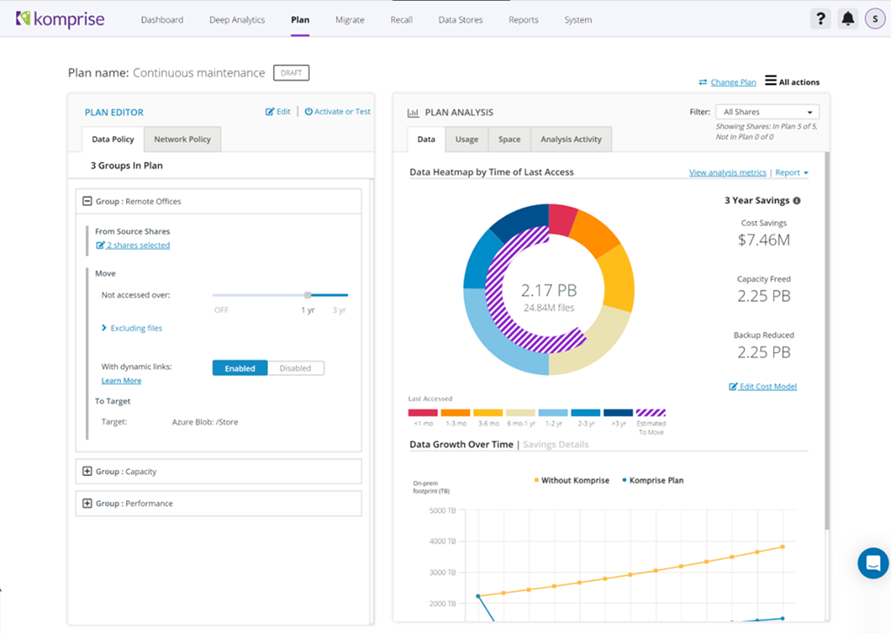 komprise
Dashboard
Deep Analytics
Plan
Migrate
Recall
Data Stores
Reports
System
?
S
Plan name: Continuous maintenance DRAFT
Change Plan
All actions
PLAN EDITOR
Edit | Activate or Test
Data Policy
Network Policy
3 Groups In Plan
Group : Remote Offices
From Source Shares
2 shares selected
Move
Not accessed over:
OFF 1 yr 3 yr
Excluding files
With dynamic links: Enabled Disabled
Learn More
To Target
Target: Azure Blob: /Store
Group : Capacity
Group : Performance
PLAN ANALYSIS
Filter: All Shares
Showing Shares: In Plan 5 of 5,
Not In Plan 0 of 0
Data
Usage
Space
Analysis Activity
Data Heatmap by Time of Last Access
View analysis metrics | Report
2.17 PB
24.84M files
3 Year Savings
Cost Savings
$7.46M
Capacity Freed
2.25 PB
Backup Reduced
2.25 PB
Edit Cost Model
Last Accessed
<1 mo 1-3 mo 3-6 mo 6 mo-1 yr 1-2 yr 2-3 yr >3 yr Estimated
To Move
Data Growth Over Time | Savings Details
On-prem
footprint (TB)
Without Komprise Komprise Plan
5000 TB
4000 TB
3000 TB
2000 TB